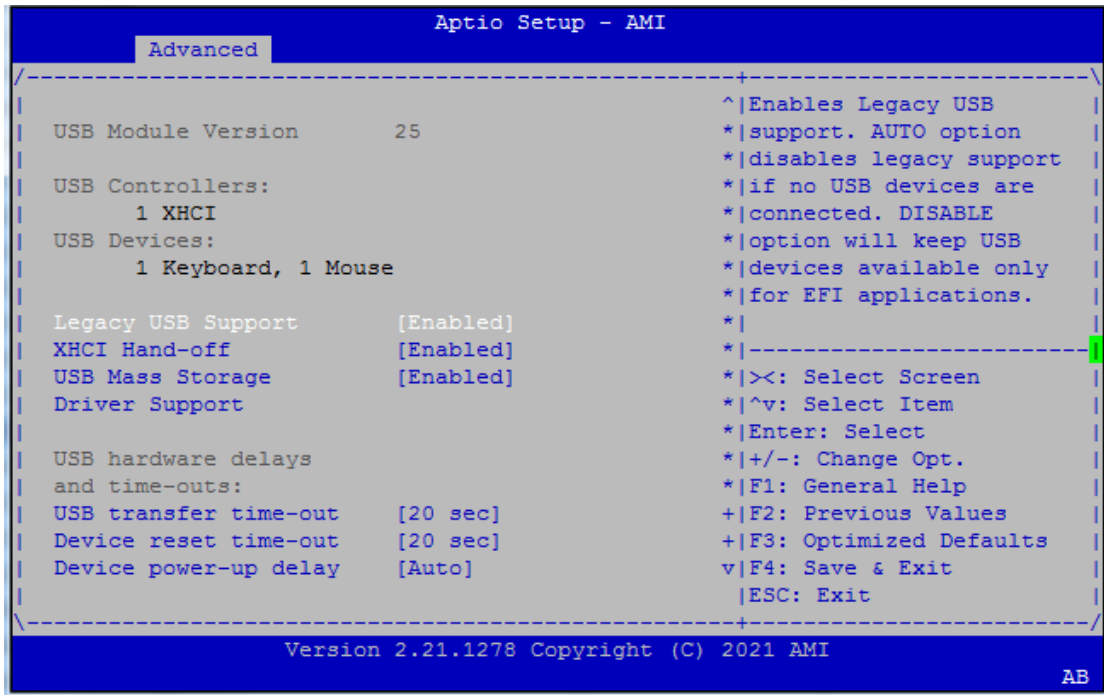 Aptio Setup - AMI
Advanced
/----------------------------------------------------+-------------------------\
|                                                    ^|Enables Legacy USB       |
|  USB Module Version       25                       *|support. AUTO option     |
|                                                    *|disables legacy support  |
|  USB Controllers:                                  *|if no USB devices are    |
|        1 XHCI                                      *|connected. DISABLE       |
|  USB Devices:                                      *|option will keep USB     |
|        1 Keyboard, 1 Mouse                         *|devices available only   |
|                                                    *|for EFI applications.    |
|  Legacy USB Support       [Enabled]                *|                         |
|  XHCI Hand-off            [Enabled]                *|-------------------------|
|  USB Mass Storage         [Enabled]                *|><: Select Screen        |
|  Driver Support                                    *|^v: Select Item          |
|                                                    *|Enter: Select            |
|  USB hardware delays                               *|+/-: Change Opt.         |
|  and time-outs:                                    *|F1: General Help         |
|  USB transfer time-out    [20 sec]                 +|F2: Previous Values      |
|  Device reset time-out    [20 sec]                 +|F3: Optimized Defaults   |
|  Device power-up delay    [Auto]                   v|F4: Save & Exit          |
|                                                     |ESC: Exit                |
\----------------------------------------------------+-------------------------/
Version 2.21.1278 Copyright (C) 2021 AMI
AB